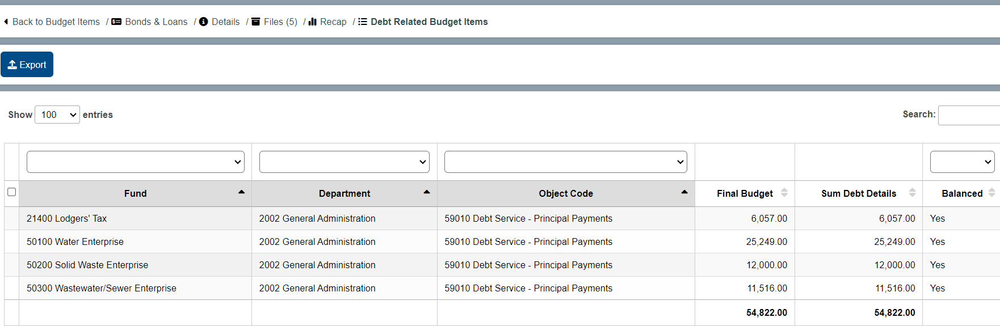 Back to Budget Items / Bonds & Loans / Details / Files (5) / Recap / Debt Related Budget Items
Export
Show 100 entries Search:
Fund Department Object Code Final Budget Sum Debt Details Balanced
21400 Lodgers' Tax 2002 General Administration 59010 Debt Service - Principal Payments 6,057.00 6,057.00 Yes
50100 Water Enterprise 2002 General Administration 59010 Debt Service - Principal Payments 25,249.00 25,249.00 Yes
50200 Solid Waste Enterprise 2002 General Administration 59010 Debt Service - Principal Payments 12,000.00 12,000.00 Yes
50300 Wastewater/Sewer Enterprise 2002 General Administration 59010 Debt Service - Principal Payments 11,516.00 11,516.00 Yes
54,822.00 54,822.00